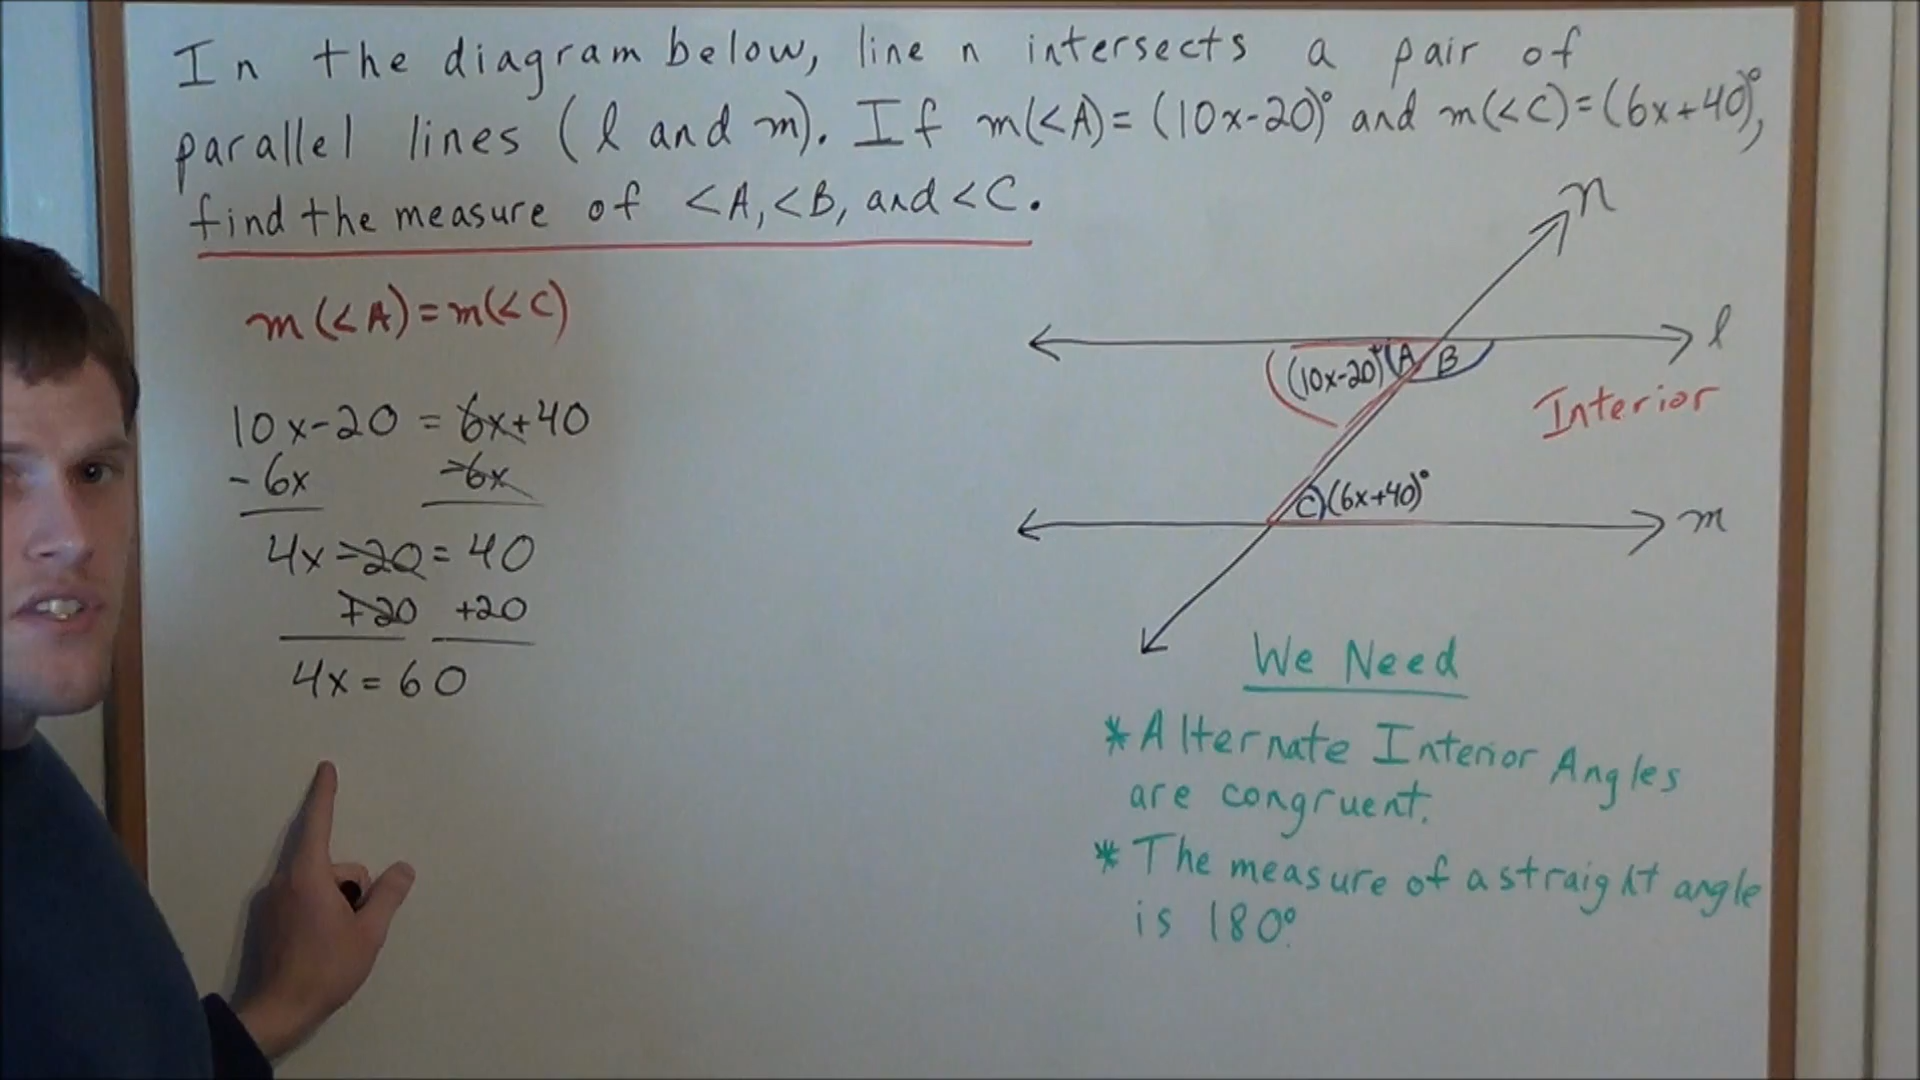 In the diagram below, line n intersects a pair of
parallel lines (l and m). If m(<A)=(10x-20)° and m(<C)=(6x+40)°,
find the measure of <A, <B, and <C.
m(<A)=m(<C)
10x-20 = 6x+40
-6x -6x
4x-20=40
+20 +20
4x=60
n
l
(10x-20)° A B
Interior
C (6x+40)°
m
We Need
* Alternate Interior Angles
are congruent.
* The measure of a straight angle
is 180°.